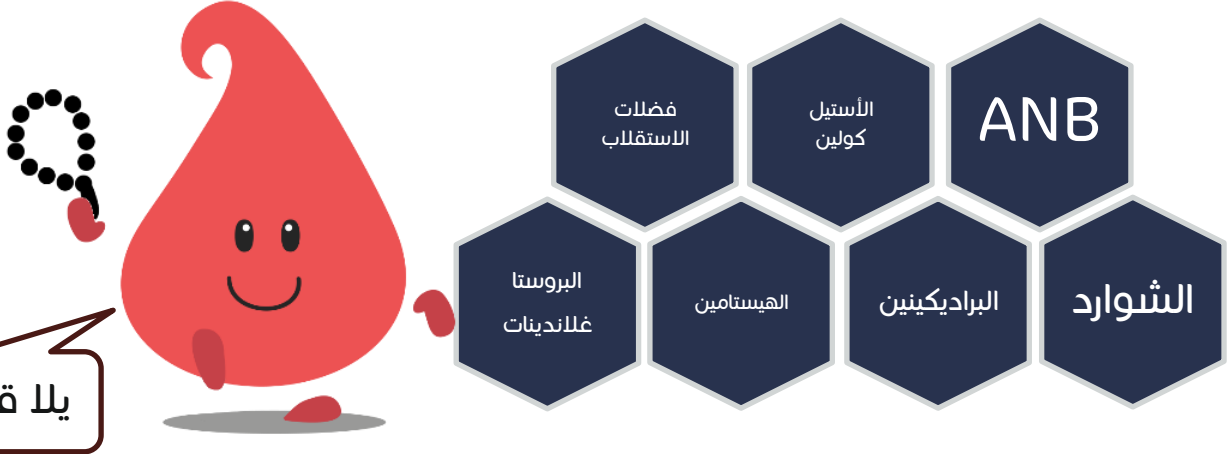 ANB
الأستيل
كولين
فضلات
الاستقلاب
الشوارد
البراديكينين
الهيستامين
البروستا
غلاندينات
يلا